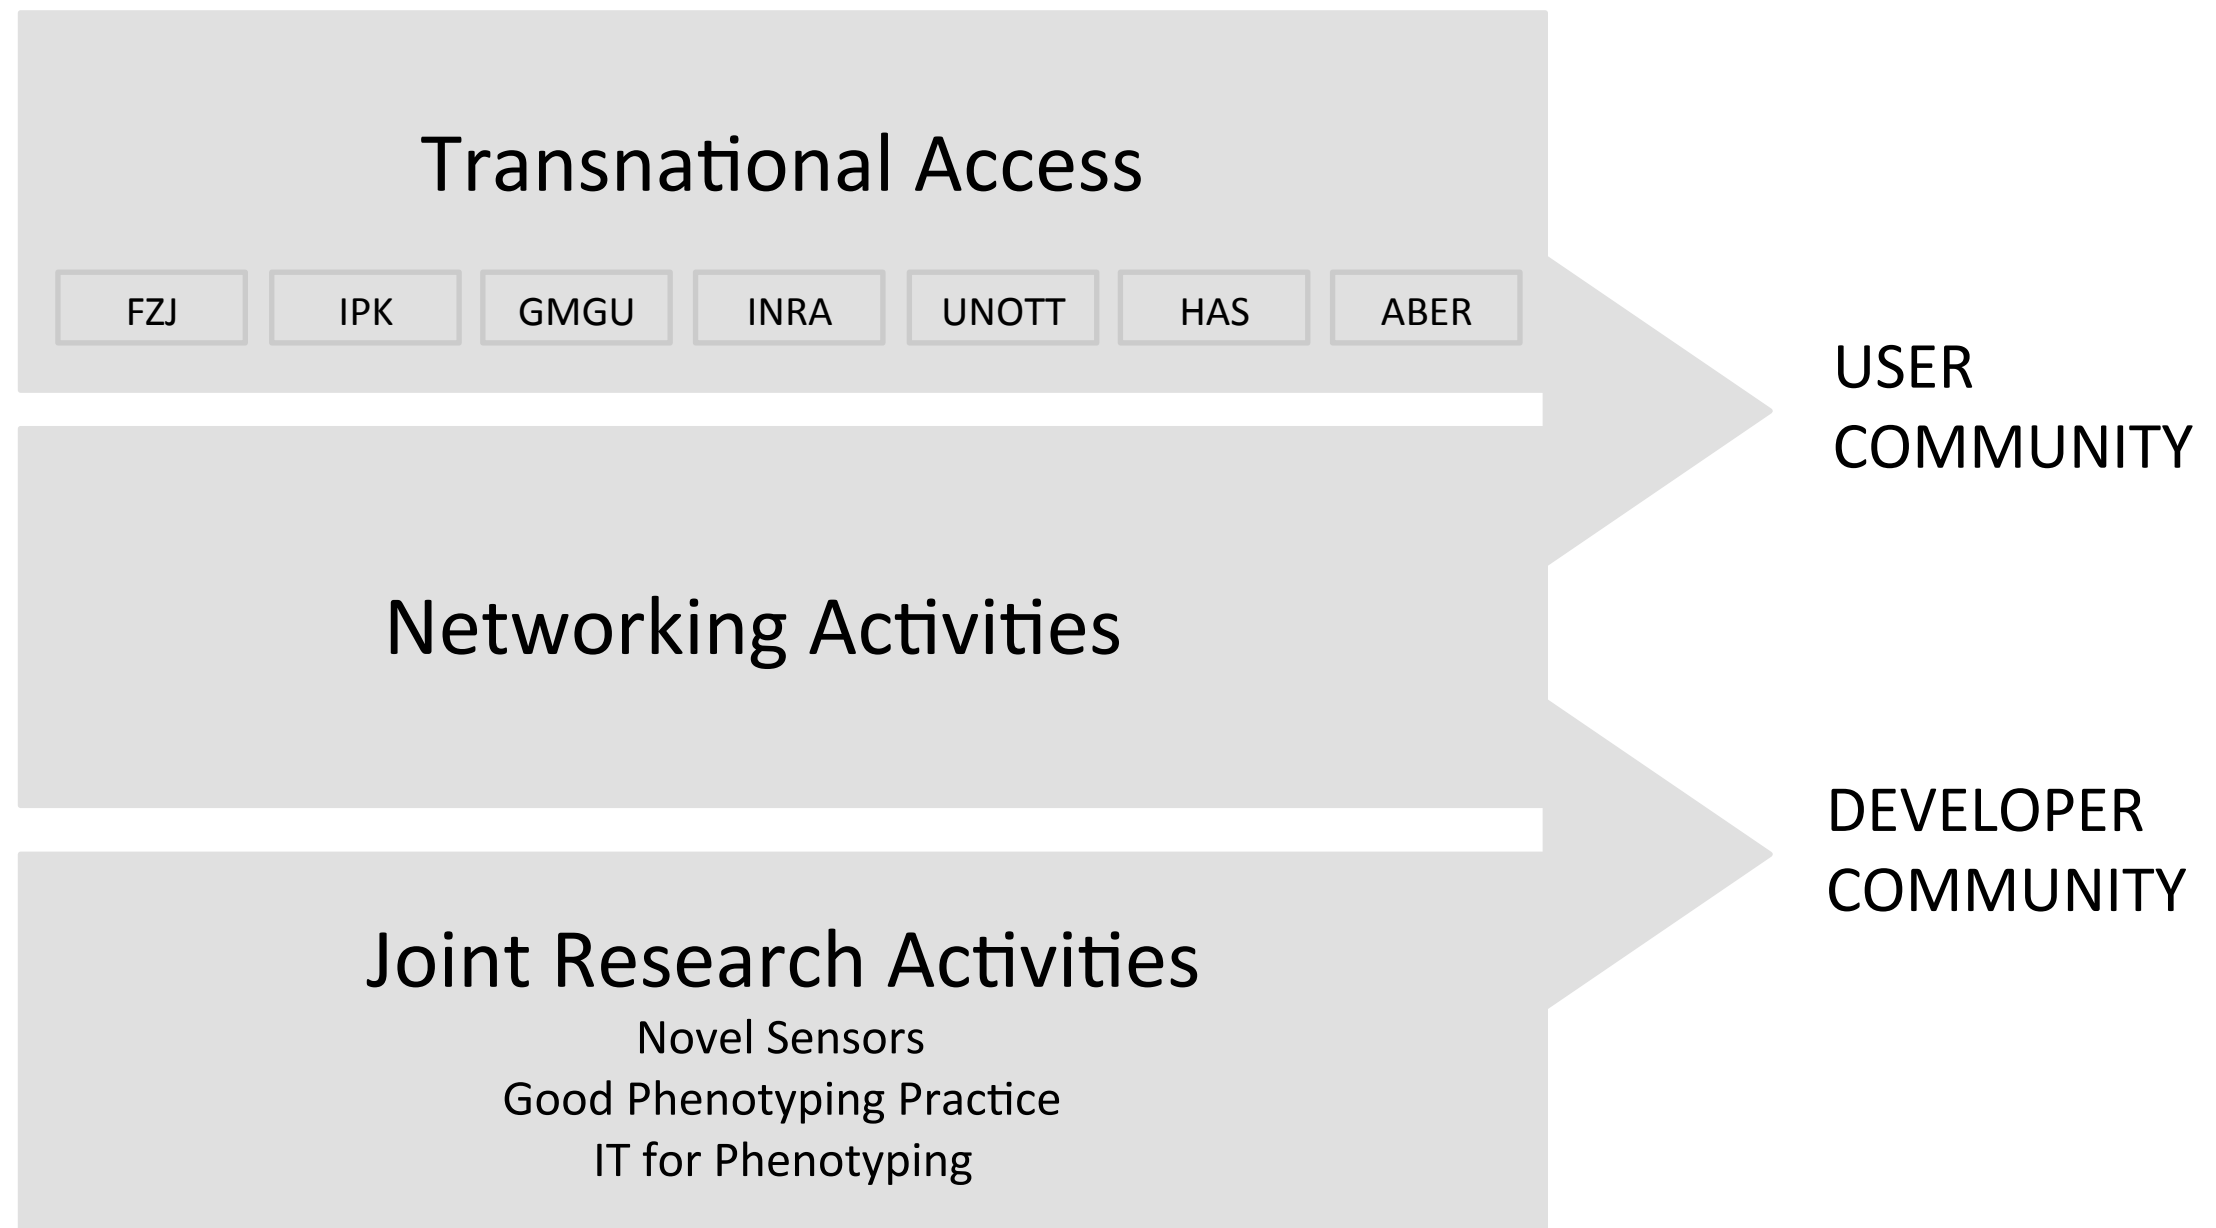 Transnational Access
FZJ IPK GMGU INRA UNOTT HAS ABER
USER
COMMUNITY
Networking Activities
DEVELOPER
COMMUNITY
Joint Research Activities
Novel Sensors
Good Phenotyping Practice
IT for Phenotyping